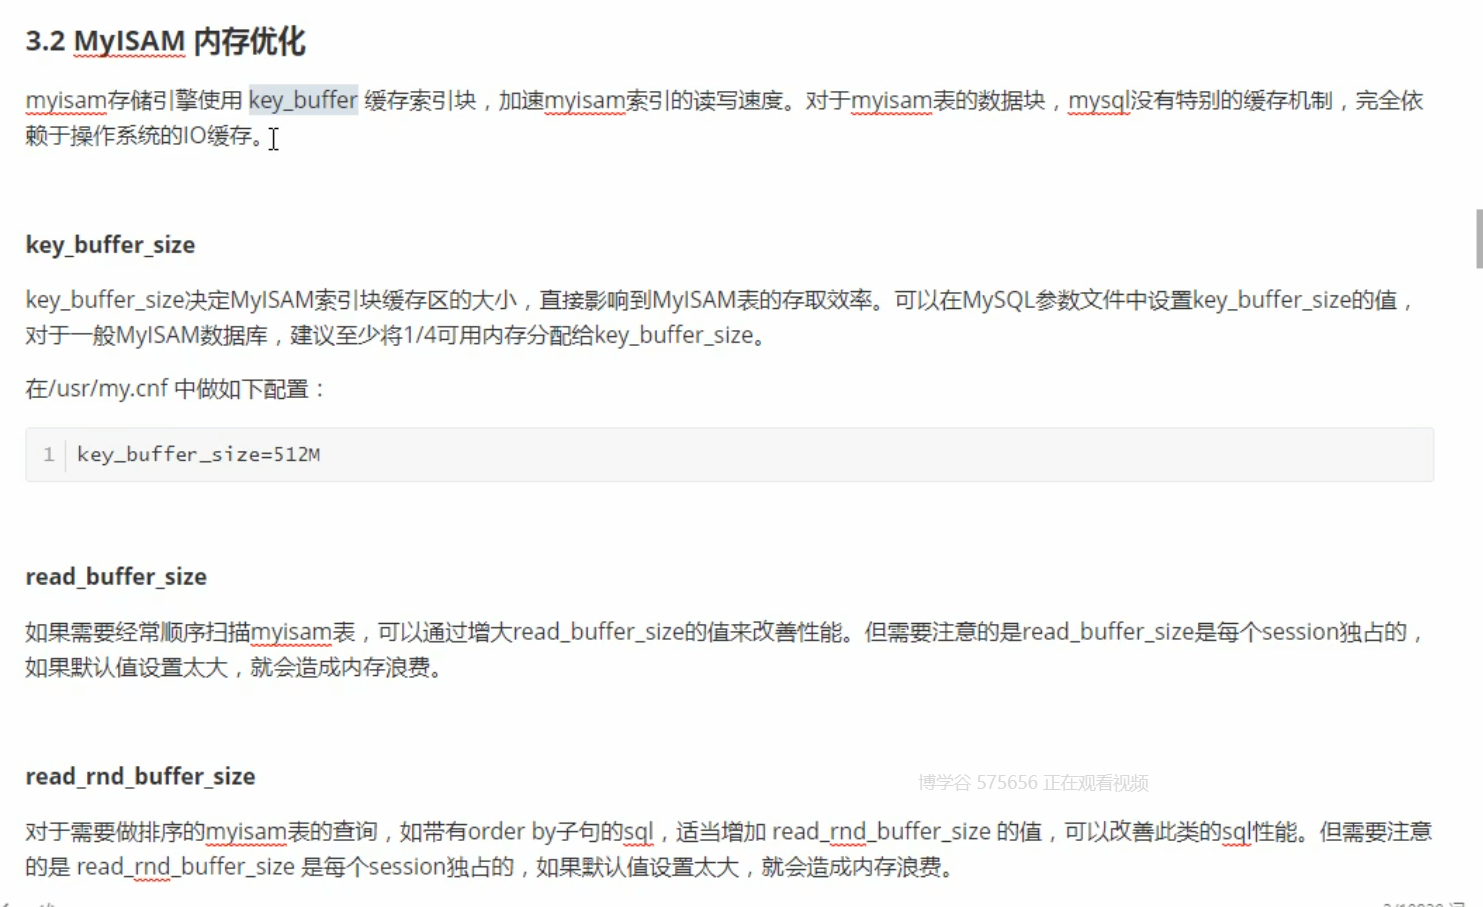 3.2 MyISAM 内存优化
myisam存储引擎使用 key_buffer 缓存索引块，加速myisam索引的读写速度。对于myisam表的数据块，mysql没有特别的缓存机制，完全依
赖于操作系统的IO缓存。
key_buffer_size
key_buffer_size决定MyISAM索引块缓存区的大小，直接影响到MyISAM表的存取效率。可以在MySQL参数文件中设置key_buffer_size的值，
对于一般MyISAM数据库，建议至少将1/4可用内存分配给key_buffer_size。
在/usr/my.cnf 中做如下配置：
1 key_buffer_size=512M
read_buffer_size
如果需要经常顺序扫描myisam表，可以通过增大read_buffer_size的值来改善性能。但需要注意的是read_buffer_size是每个session独占的，
如果默认值设置太大，就会造成内存浪费。
read_rnd_buffer_size
博学谷 575656 正在观看视频
对于需要做排序的myisam表的查询，如带有order by子句的sql，适当增加 read_rnd_buffer_size 的值，可以改善此类的sql性能。但需要注意
的是 read_rnd_buffer_size 是每个session独占的，如果默认值设置太大，就会造成内存浪费。